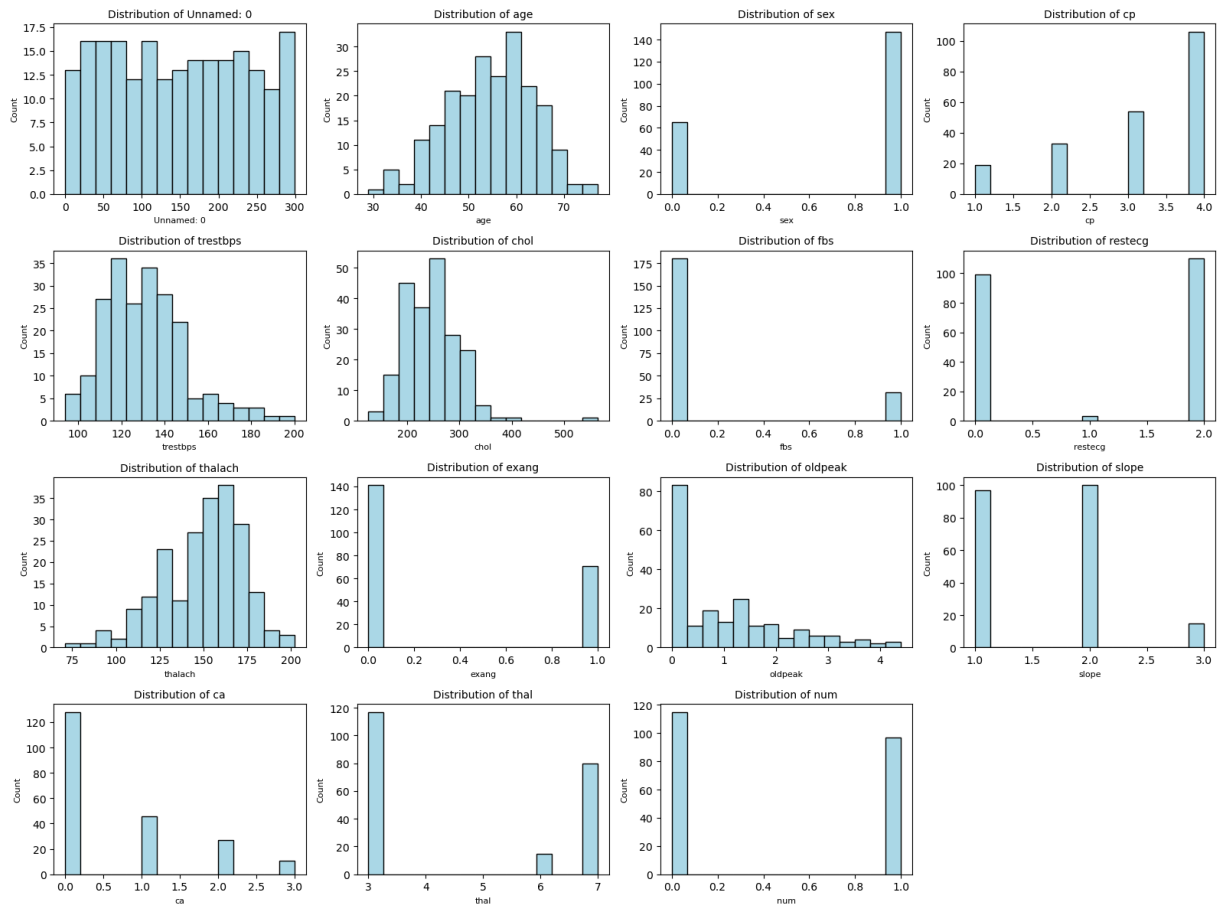 Distribution of Unnamed: 0
Count
17.5
15.0
12.5
10.0
7.5
5.0
2.5
0.0
0 50 100 150 200 250 300
Unnamed: 0
Distribution of age
Count
30
25
20
15
10
5
0
30 40 50 60 70
age
Distribution of sex
Count
140
120
100
80
60
40
20
0
0.0 0.2 0.4 0.6 0.8 1.0
sex
Distribution of cp
Count
100
80
60
40
20
0
1.0 1.5 2.0 2.5 3.0 3.5 4.0
cp
Distribution of trestbps
Count
35
30
25
20
15
10
5
0
100 120 140 160 180 200
trestbps
Distribution of chol
Count
50
40
30
20
10
0
200 300 400 500
chol
Distribution of fbs
Count
175
150
125
100
75
50
25
0
0.0 0.2 0.4 0.6 0.8 1.0
fbs
Distribution of restecg
Count
100
80
60
40
20
0
0.0 0.5 1.0 1.5 2.0
restecg
Distribution of thalach
Count
35
30
25
20
15
10
5
0
75 100 125 150 175 200
thalach
Distribution of exang
Count
140
120
100
80
60
40
20
0
0.0 0.2 0.4 0.6 0.8 1.0
exang
Distribution of oldpeak
Count
80
60
40
20
0
0 1 2 3 4
oldpeak
Distribution of slope
Count
100
80
60
40
20
0
1.0 1.5 2.0 2.5 3.0
slope
Distribution of ca
Count
120
100
80
60
40
20
0
0.0 0.5 1.0 1.5 2.0 2.5 3.0
ca
Distribution of thal
Count
120
100
80
60
40
20
0
3 4 5 6 7
thal
Distribution of num
Count
120
100
80
60
40
20
0
0.0 0.2 0.4 0.6 0.8 1.0
num